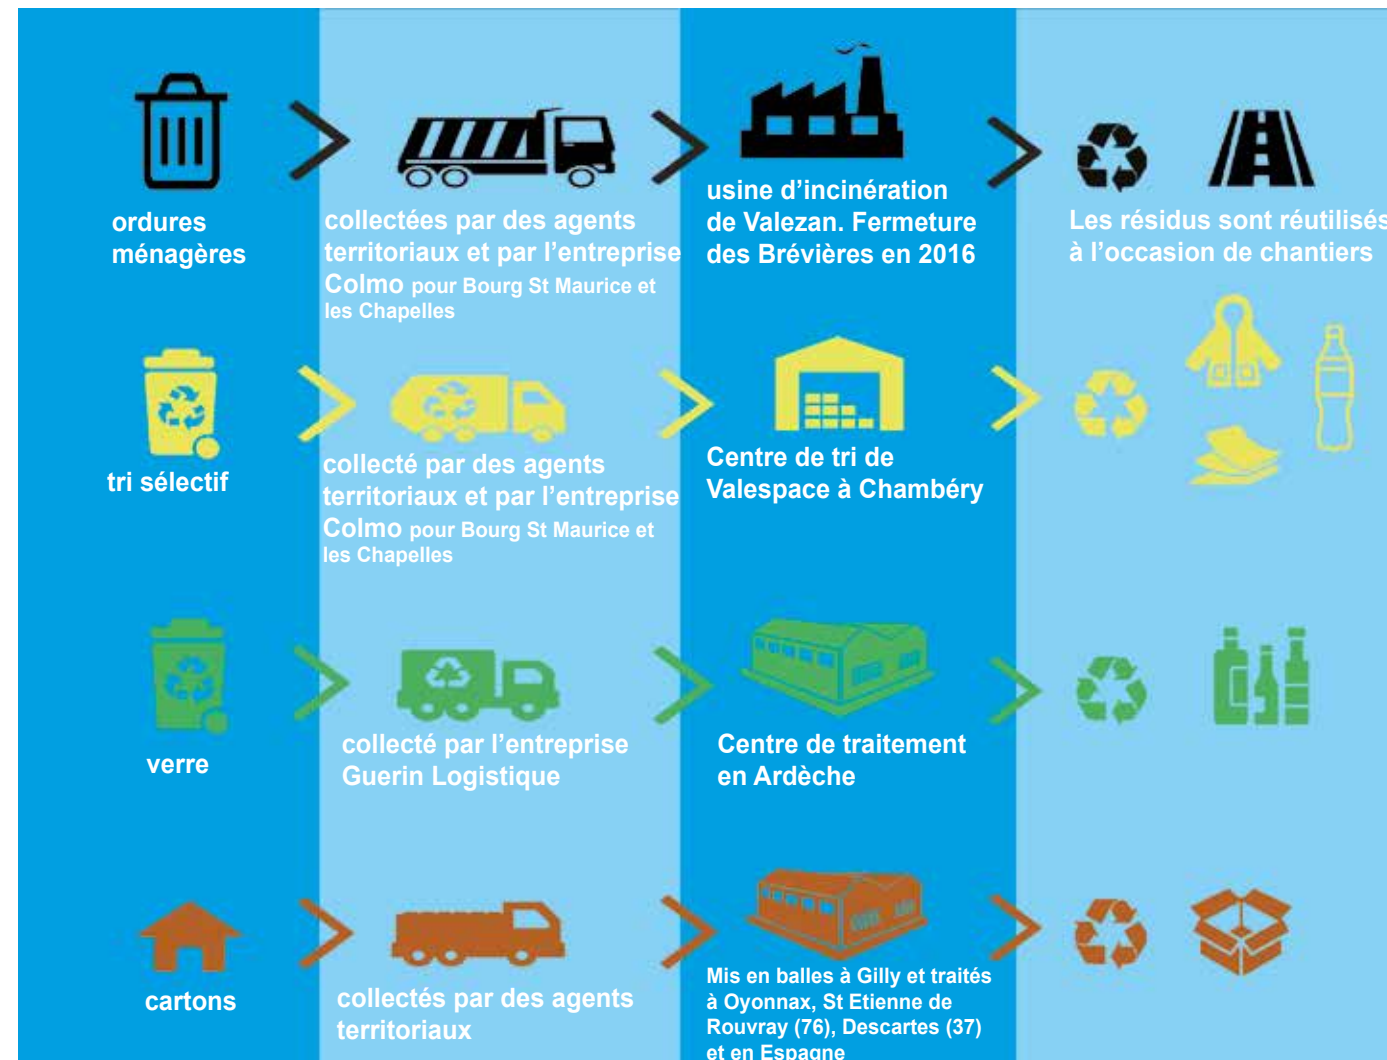 ordures
ménagères
collectées par des agents
territoriaux et par l’entreprise
Colmo pour Bourg St Maurice et
les Chapelles
usine d’incinération
de Valezan. Fermeture
des Brévières en 2016
Les résidus sont réutilisés
à l’occasion de chantiers
tri sélectif
collecté par des agents
territoriaux et par l’entreprise
Colmo pour Bourg St Maurice et
les Chapelles
Centre de tri de
Valespace à Chambéry
verre
collecté par l’entreprise
Guerin Logistique
Centre de traitement
en Ardèche
cartons
collectés par des agents
territoriaux
Mis en balles à Gilly et traités
à Oyonnax, St Etienne de
Rouvray (76), Descartes (37)
et en Espagne